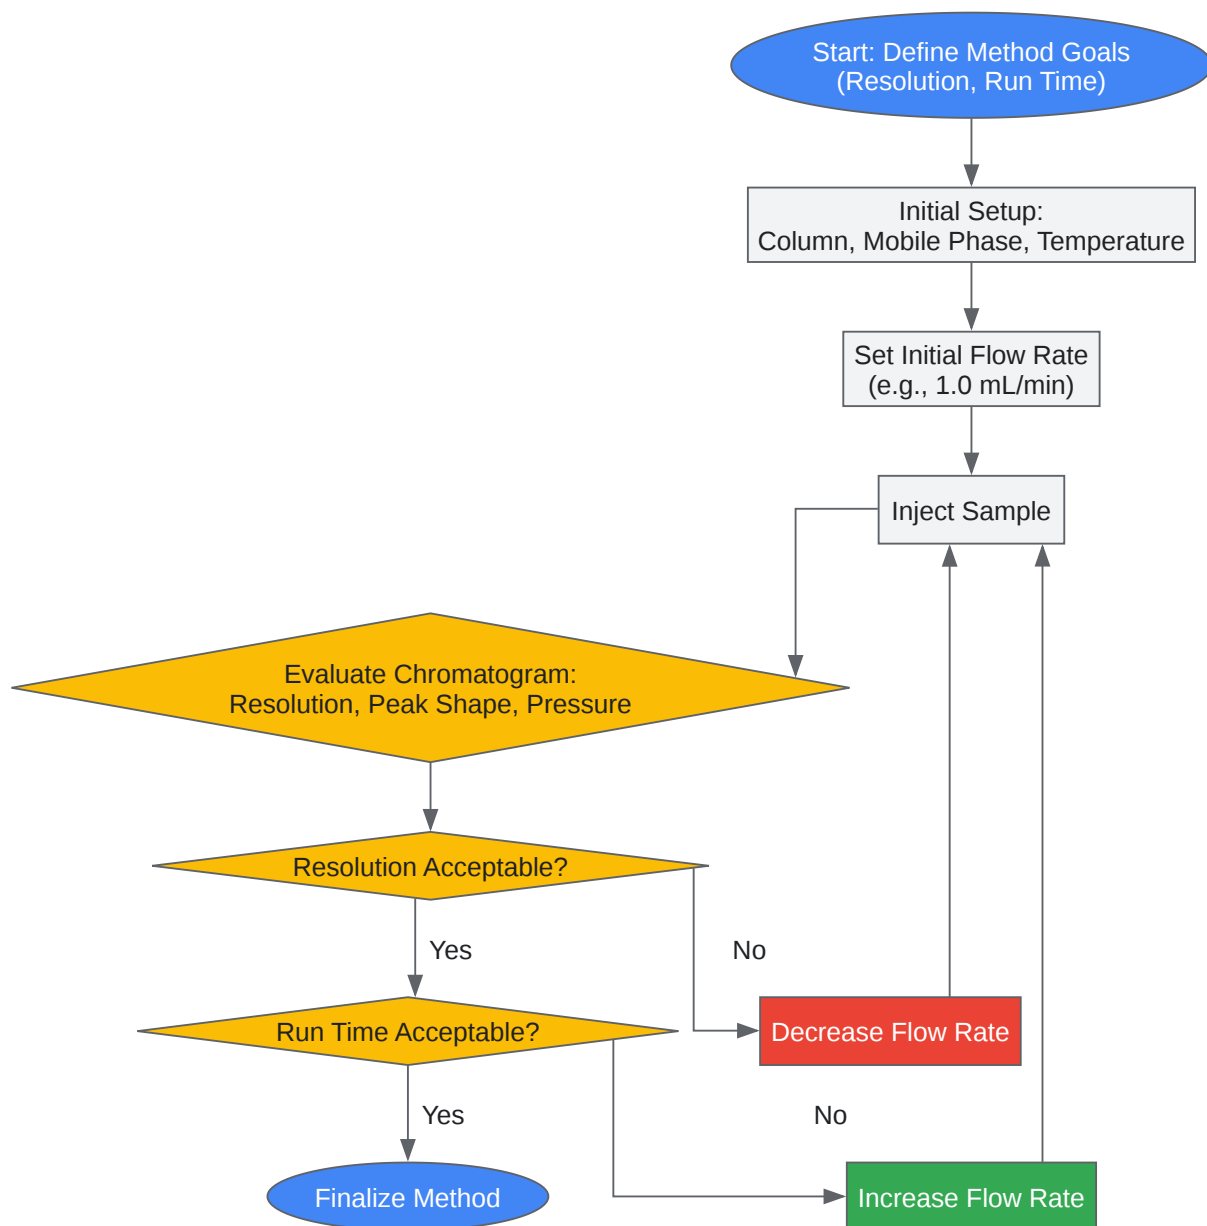 Start: Define Method Goals
(Resolution, Run Time)
Initial Setup:
Column, Mobile Phase, Temperature
Set Initial Flow Rate
(e.g., 1.0 mL/min)
Inject Sample
Evaluate Chromatogram:
Resolution, Peak Shape, Pressure
Resolution Acceptable?
Yes
No
Run Time Acceptable?
Decrease Flow Rate
Yes
No
Finalize Method
Increase Flow Rate